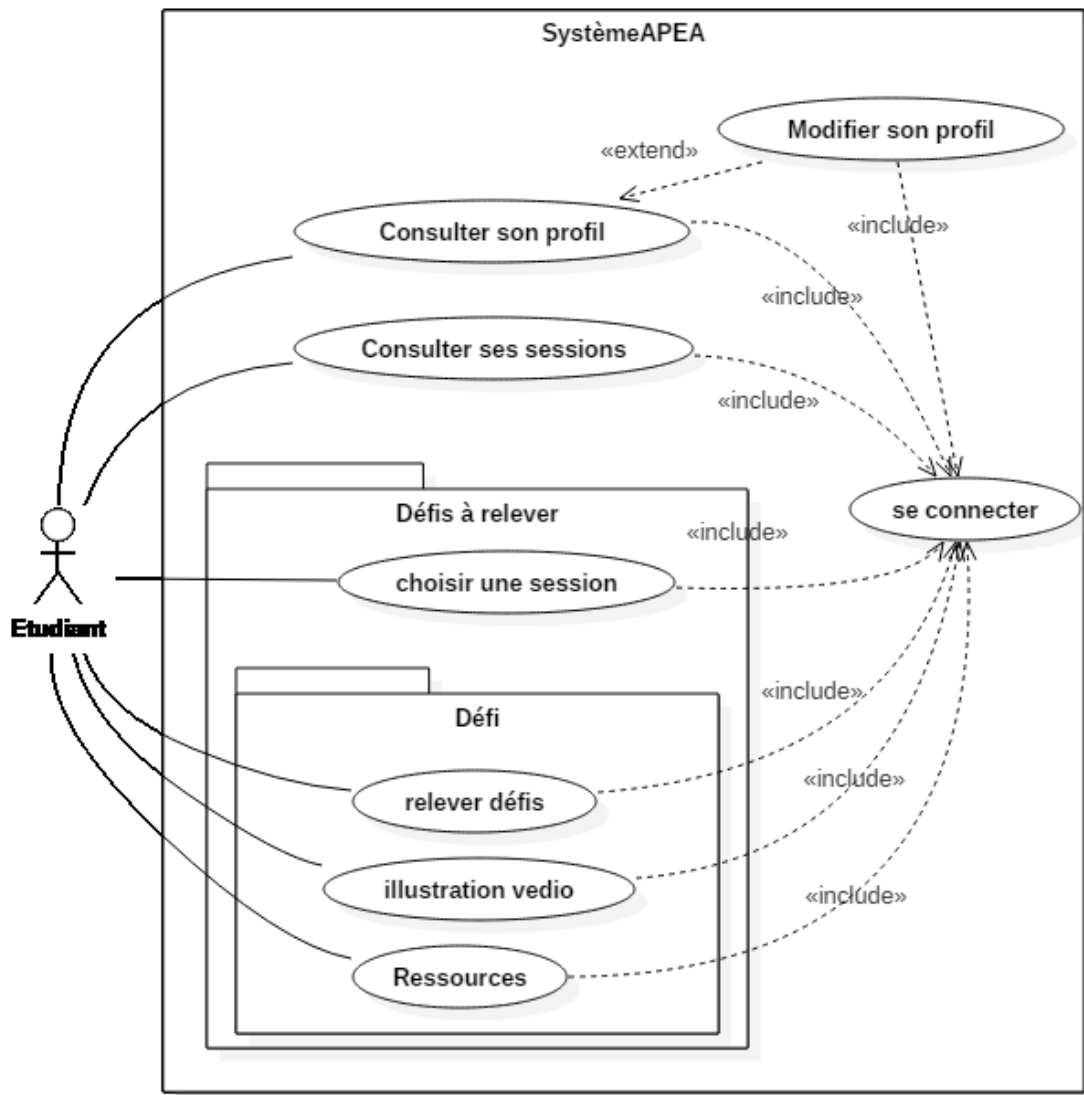 SystèmeAPEA
Modifier son profil
«extend»
Consulter son profil
«include»
«include»
Consulter ses sessions
«include»
se connecter
Défis à relever
«include»
choisir une session
Etudiant
«include»
Défi
relever défis
«include»
illustration vedio
«include»
Ressources